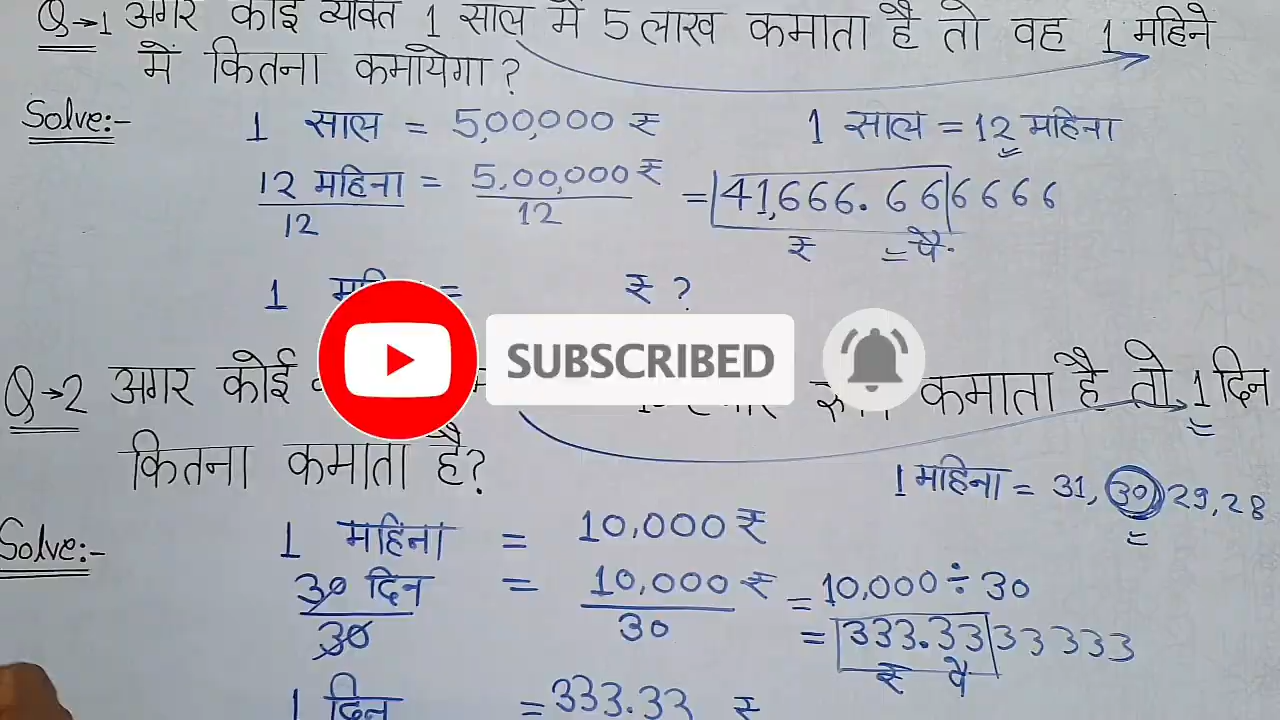 Q→1 अगर कोई व्यक्ति 1 साल में 5 लाख कमाता है तो वह 1 महिने
में कितना कमायेगा?
Solve:-
1 साल = 5,00,000 ₹
1 साल = 12 महिना
12 महिना/12 = 5,00,000 ₹/12 = 41,666.666666
₹ = पै.
1 = ₹ ?
SUBSCRIBED
Q→2 अगर कोई कमाता है तो 1 दिन
कितना कमाता है?
1 महिना = 31, 30, 29, 28
Solve:-
1 महिना = 10,000 ₹
30 दिन/30 = 10,000 ₹/30 = 10,000 ÷ 30
= 333.3333333
₹ पै
1 दिन = 333.33 ₹